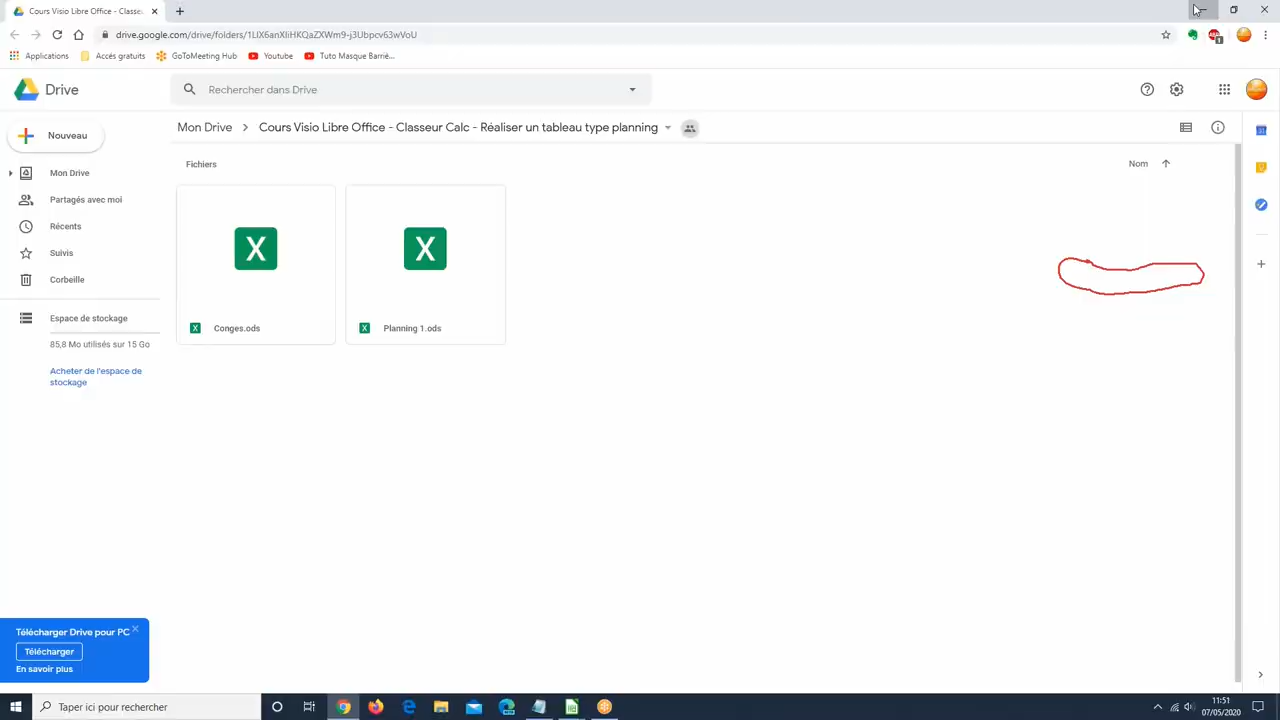 Cours Visio Libre Office - Classe
drive.google.com/drive/folders/1LlX6anXIiHKQaZXWm9-j3Ubpcv63wVoU
Applications
Accés gratuits
GoToMeeting Hub
Youtube
Tuto Masque Barriè...
Drive
Rechercher dans Drive
Nouveau
Mon Drive
Cours Visio Libre Office - Classeur Calc - Réaliser un tableau type planning
Fichiers
Nom
Mon Drive
Partagés avec moi
Récents
Suivis
Corbeille
Espace de stockage
85,8 Mo utilisés sur 15 Go
Acheter de l'espace de
stockage
X
X
Conges.ods
Planning 1.ods
Télécharger Drive pour PC
Télécharger
En savoir plus
Taper ici pour rechercher
11:51
07/05/2020